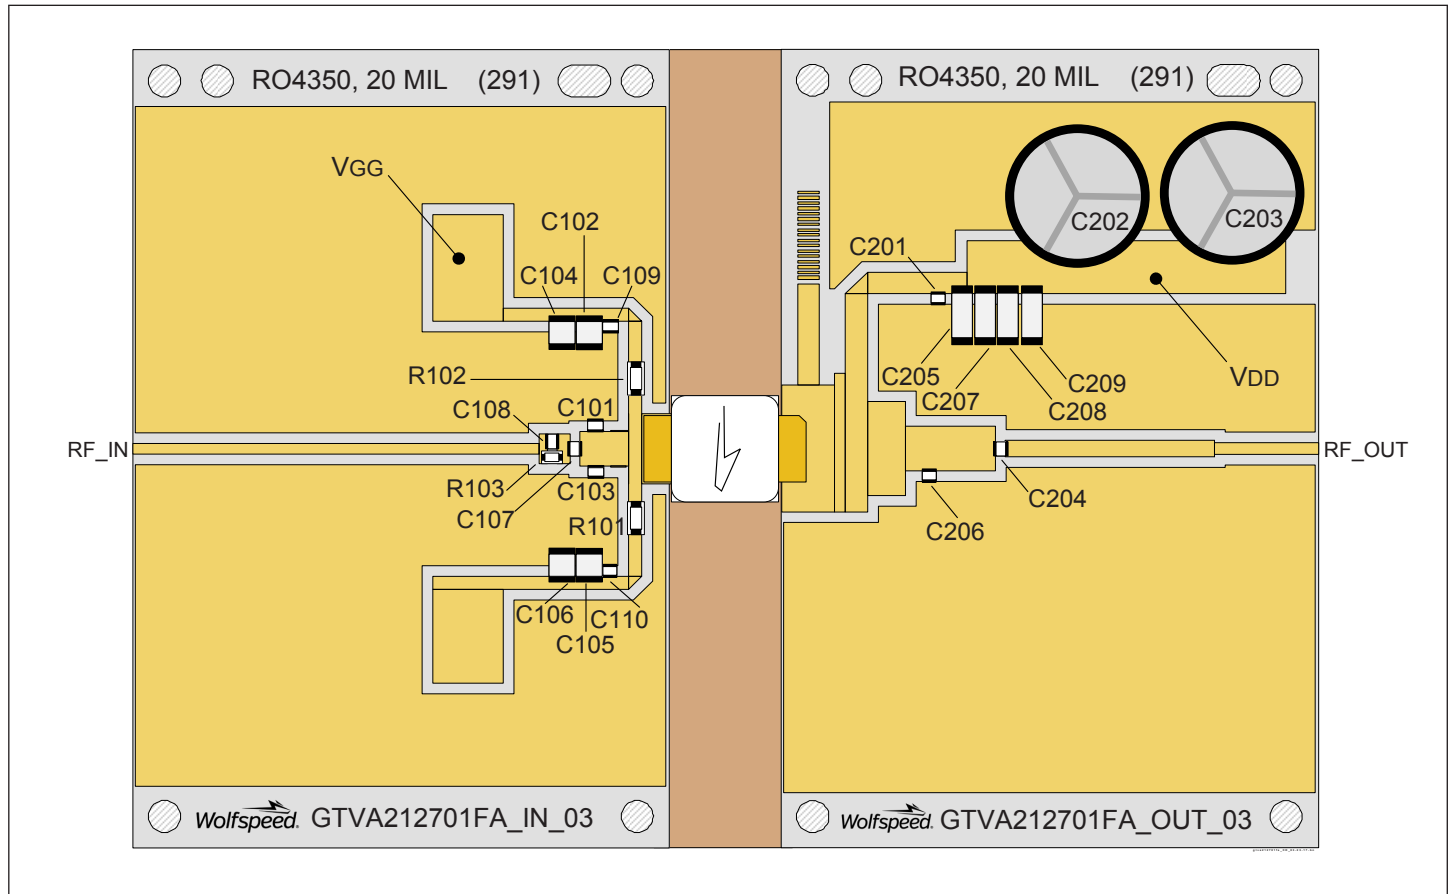 RO4350, 20 MIL (291)
RO4350, 20 MIL (291)
VGG
C102
C104
C109
R102
C108
C101
RF_IN
R103
C107
C103
R101
C106
C110
C105
C202
C203
C201
C205
C207
C208
C209
VDD
RF_OUT
C204
C206
Wolfspeed. GTVA212701FA_IN_03
Wolfspeed. GTVA212701FA_OUT_03